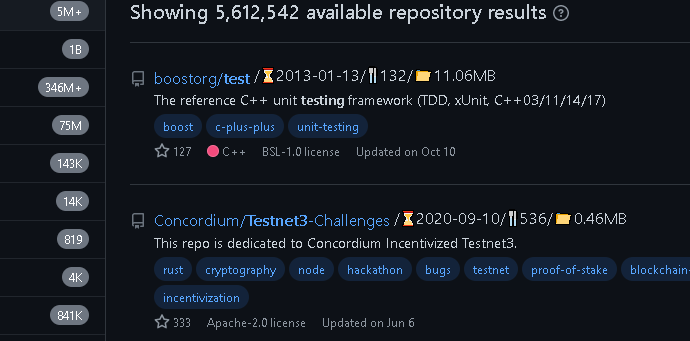 5M+
1B
346M+
75M
143K
14K
819
4K
841K
Showing 5,612,542 available repository results ?
boostorg/test /⏳2013-01-13/🍴132/📂11.06MB
The reference C++ unit testing framework (TDD, xUnit, C++03/11/14/17)
boost c-plus-plus unit-testing
127 C++ BSL-1.0 license Updated on Oct 10
Concordium/Testnet3-Challenges /⏳2020-09-10/🍴536/📂0.46MB
This repo is dedicated to Concordium Incentivized Testnet3.
rust cryptography node hackathon bugs testnet proof-of-stake blockchain-
incentivization
333 Apache-2.0 license Updated on Jun 6